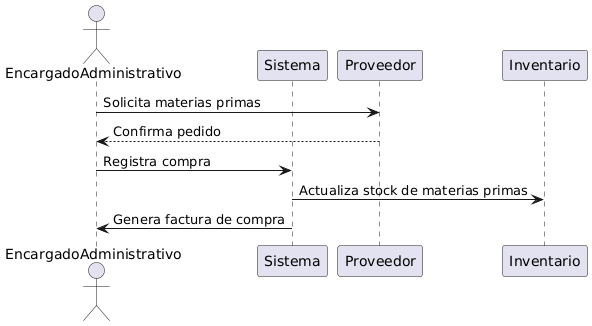 EncargadoAdministrativo
Sistema
Proveedor
Inventario
Solicita materias primas
Confirma pedido
Registra compra
Actualiza stock de materias primas
Genera factura de compra
EncargadoAdministrativo
Sistema
Proveedor
Inventario